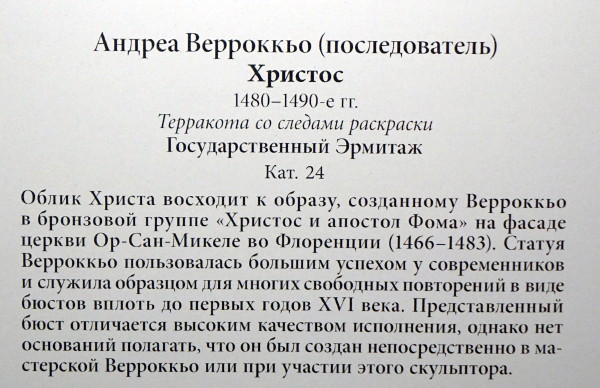 Андреа Верроккьо (последователь)
Христос
1480–1490-е гг.
Терракота со следами раскраски
Государственный Эрмитаж
Кат. 24
Облик Христа восходит к образу, созданному Верроккьо
в бронзовой группе «Христос и апостол Фома» на фасаде
церкви Ор-Сан-Микеле во Флоренции (1466–1483). Статуя
Верроккьо пользовалась большим успехом у современников
и служила образцом для многих свободных повторений в виде
бюстов вплоть до первых годов XVI века. Представленный
бюст отличается высоким качеством исполнения, однако нет
оснований полагать, что он был создан непосредственно в ма-
стерской Верроккьо или при участии этого скульптора.